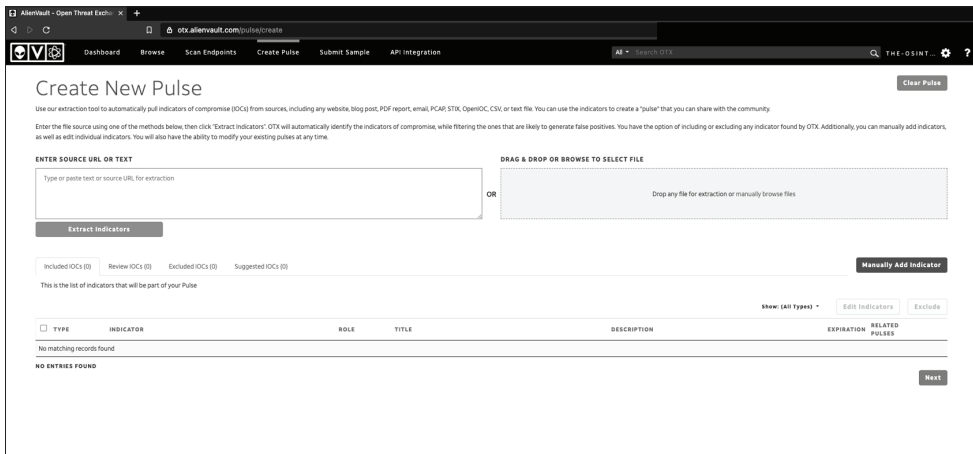 AlienVault - Open Threat Excha
otx.alienvault.com/pulse/create
Dashboard Browse Scan Endpoints Create Pulse Submit Sample API Integration All Search OTX THE-OSINT... ?
Create New Pulse
Clear Pulse
Use our extraction tool to automatically pull indicators of compromise (IOCs) from sources, including any website, blog post, PDF report, email, PCAP, STIX, OpenIOC, CSV, or text file. You can use the indicators to create a "pulse" that you can share with the community.
Enter the file source using one of the methods below, then click "Extract Indicators". OTX will automatically identify the indicators of compromise, while filtering the ones that are likely to generate false positives. You have the option of including or excluding any indicator found by OTX. Additionally, you can manually add indicators,
as well as edit individual indicators. You will also have the ability to modify your existing pulses at any time.
ENTER SOURCE URL OR TEXT
DRAG & DROP OR BROWSE TO SELECT FILE
Type or paste text or source URL for extraction
OR
Drop any file for extraction or manually browse files
Extract Indicators
Included IOCs (0) Review IOCs (0) Excluded IOCs (0) Suggested IOCs (0)
Manually Add Indicator
This is the list of indicators that will be part of your Pulse
Show: (All Types) Edit Indicators Exclude
TYPE INDICATOR ROLE TITLE DESCRIPTION EXPIRATION RELATED
PULSES
No matching records found
NO ENTRIES FOUND
Next